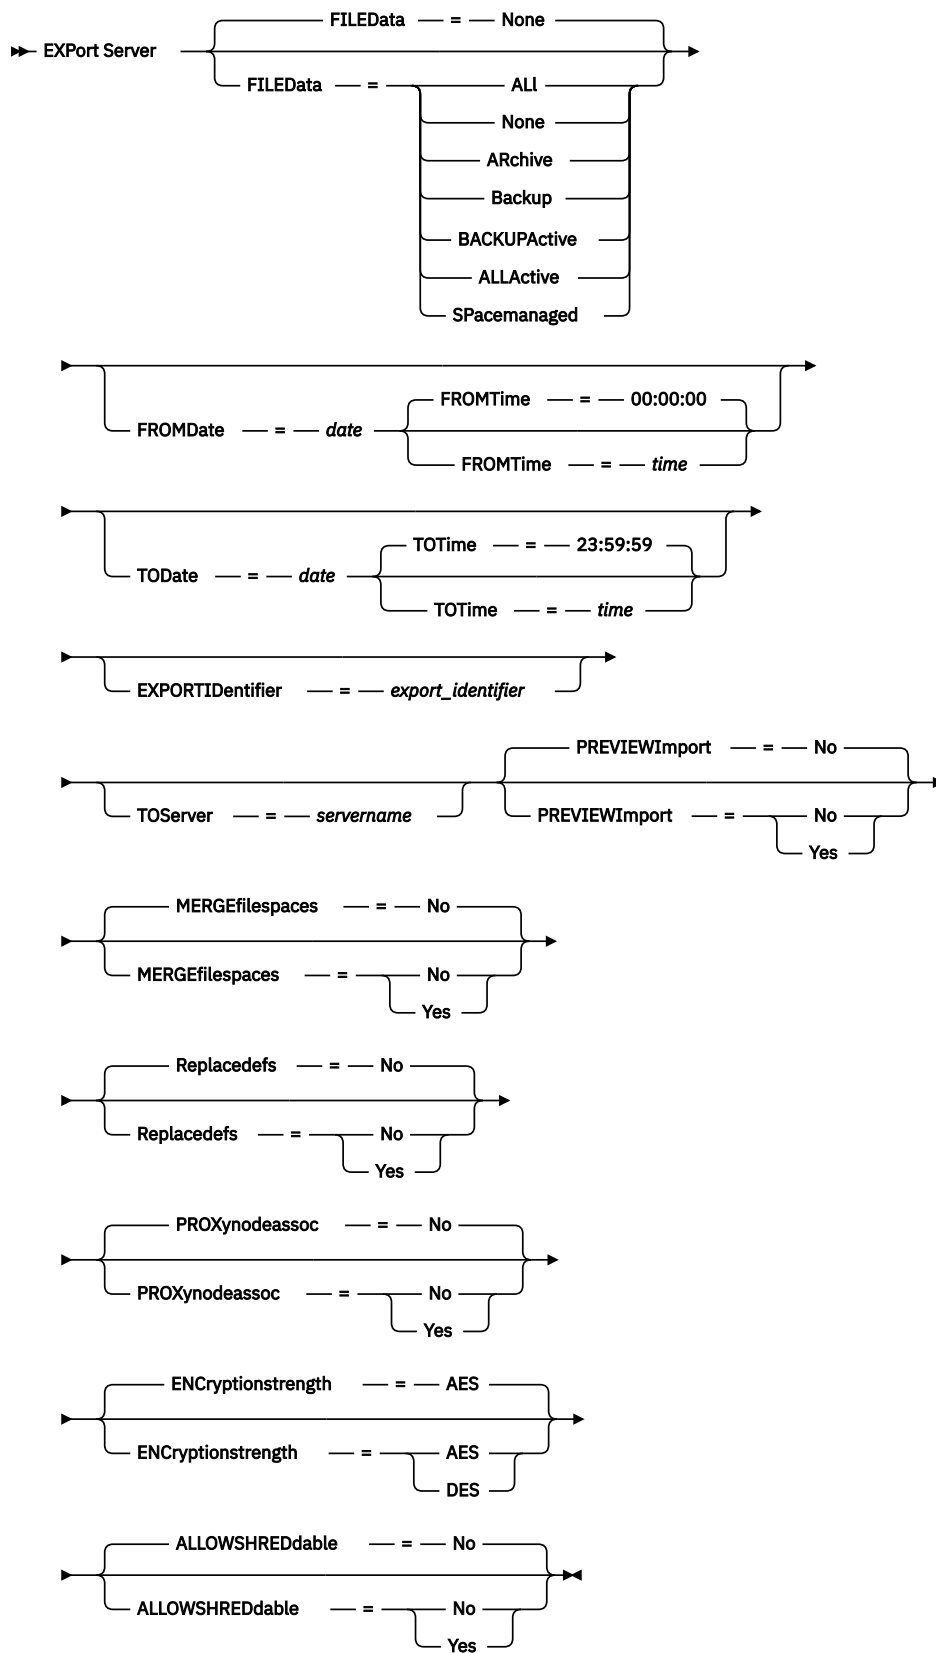 FILEData = None
EXPort Server
FILEData = ALl
None
ARchive
Backup
BACKUPActive
ALLActive
SPacemanaged
FROMTime = 00:00:00
FROMDate = date
FROMTime = time
TOTime = 23:59:59
TODate = date
TOTime = time
EXPORTIDentifier = export_identifier
PREVIEWImport = No
TOServer = servername PREVIEWImport = No
Yes
MERGEfilespaces = No
MERGEfilespaces = No
Yes
Replacedefs = No
Replacedefs = No
Yes
PROXynodeassoc = No
PROXynodeassoc = No
Yes
ENCryptionstrength = AES
ENCryptionstrength = AES
DES
ALLOWSHREDdable = No
ALLOWSHREDdable = No
Yes